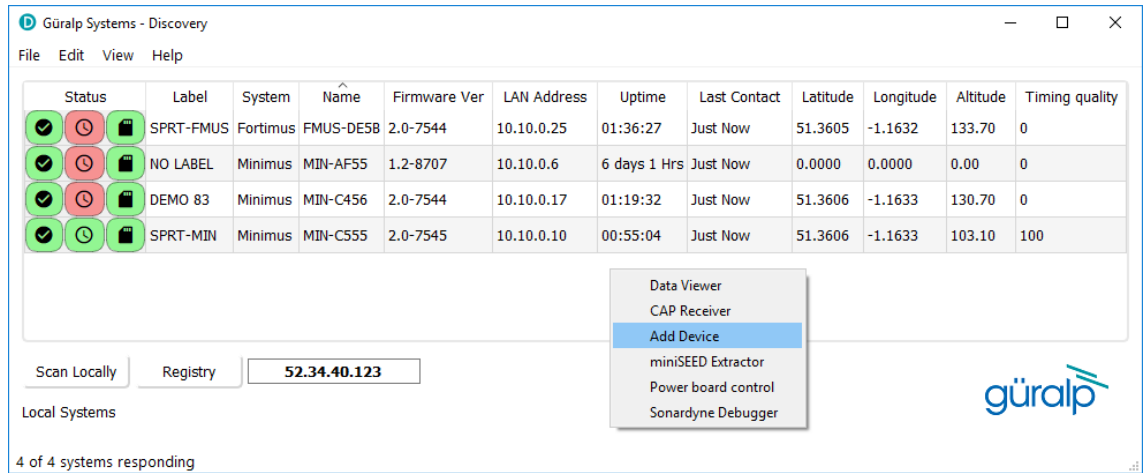 Güralp Systems - Discovery
File Edit View Help
Status Label System Name Firmware Ver LAN Address Uptime Last Contact Latitude Longitude Altitude Timing quality
SPRT-FMUS Fortimus FMUS-DE5B 2.0-7544 10.10.0.25 01:36:27 Just Now 51.3605 -1.1632 133.70 0
NO LABEL Minimus MIN-AF55 1.2-8707 10.10.0.6 6 days 1 Hrs Just Now 0.0000 0.0000 0.00 0
DEMO 83 Minimus MIN-C456 2.0-7544 10.10.0.17 01:19:32 Just Now 51.3606 -1.1633 130.70 0
SPRT-MIN Minimus MIN-C555 2.0-7545 10.10.0.10 00:55:04 Just Now 51.3606 -1.1633 103.10 100
Data Viewer
CAP Receiver
Add Device
miniSEED Extractor
Power board control
Sonardyne Debugger
Scan Locally Registry 52.34.40.123
güralp
Local Systems
4 of 4 systems responding